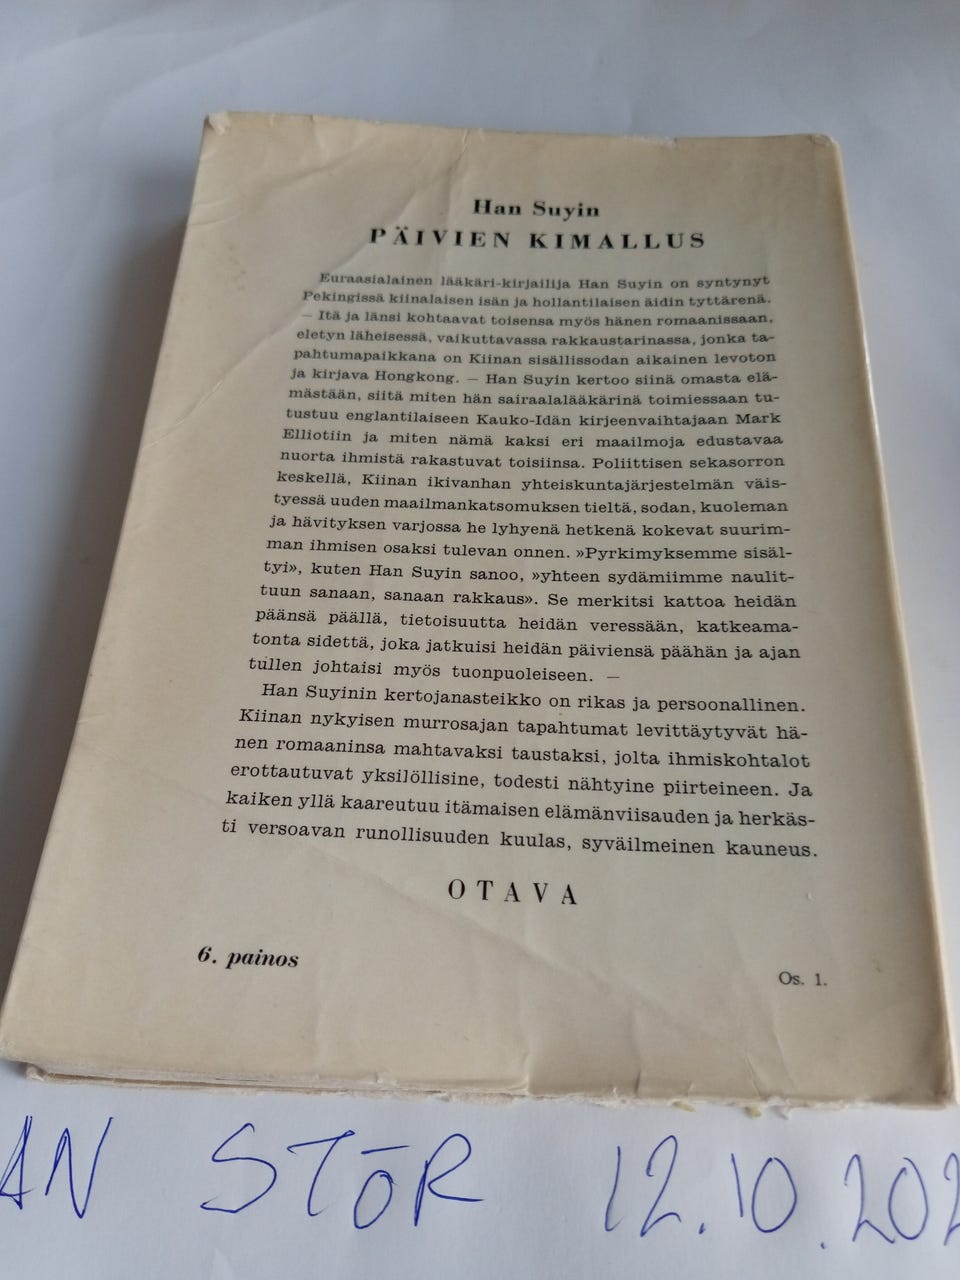 Han Suyin
PÄIVIEN KIMALLUS
Euraasialainen lääkäri-kirjailija Han Suyin on syntynyt
Pekingissä kiinalaisen isän ja hollantilaisen äidin tyttärenä.
— Itä ja länsi kohtaavat toisensa myös hänen romaanissaan,
eletyn läheisessä, vaikuttavassa rakkaustarinassa, jonka ta-
pahtumapaikkana on Kiinan sisällissodan aikainen levoton
ja kirjava Hongkong. — Han Suyin kertoo siinä omasta elä-
mästään, siitä miten hän sairaalalääkärinä toimiessaan tu-
tustuu englantilaiseen Kauko-Idän kirjeenvaihtajaan Mark
Elliotiin ja miten nämä kaksi eri maailmoja edustavaa
nuorta ihmistä rakastuvat toisiinsa. Poliittisen sekasorron
keskellä, Kiinan ikivanhan yhteiskuntajärjestelmän väis-
tyessä uuden maailmankatsomuksen tieltä, sodan, kuoleman
ja hävityksen varjossa he lyhyenä hetkenä kokevat suurim-
man ihmisen osaksi tulevan onnen. »Pyrkimyksemme sisäl-
tyi», kuten Han Suyin sanoo, »yhteen sydämiimme naulit-
tuun sanaan, sanaan rakkaus». Se merkitsi kattoa heidän
päänsä päällä, tietoisuutta heidän veressään, katkeama-
tonta sidettä, joka jatkuisi heidän päiviensä päähän ja ajan
tullen johtaisi myös tuonpuoleiseen. —
Han Suyinin kertojanasteikko on rikas ja persoonallinen.
Kiinan nykyisen murrosajan tapahtumat levittäytyvät hä-
nen romaaninsa mahtavaksi taustaksi, jolta ihmiskohtalot
erottautuvat yksilöllisine, todesti nähtyine piirteineen. Ja
kaiken yllä kaareutuu itämaisen elämänviisauden ja herkäs-
ti versoavan runollisuuden kuulas, syväilmeinen kauneus.
OTAVA
6. painos
Os. 1.
AN STÖR 12.10.202